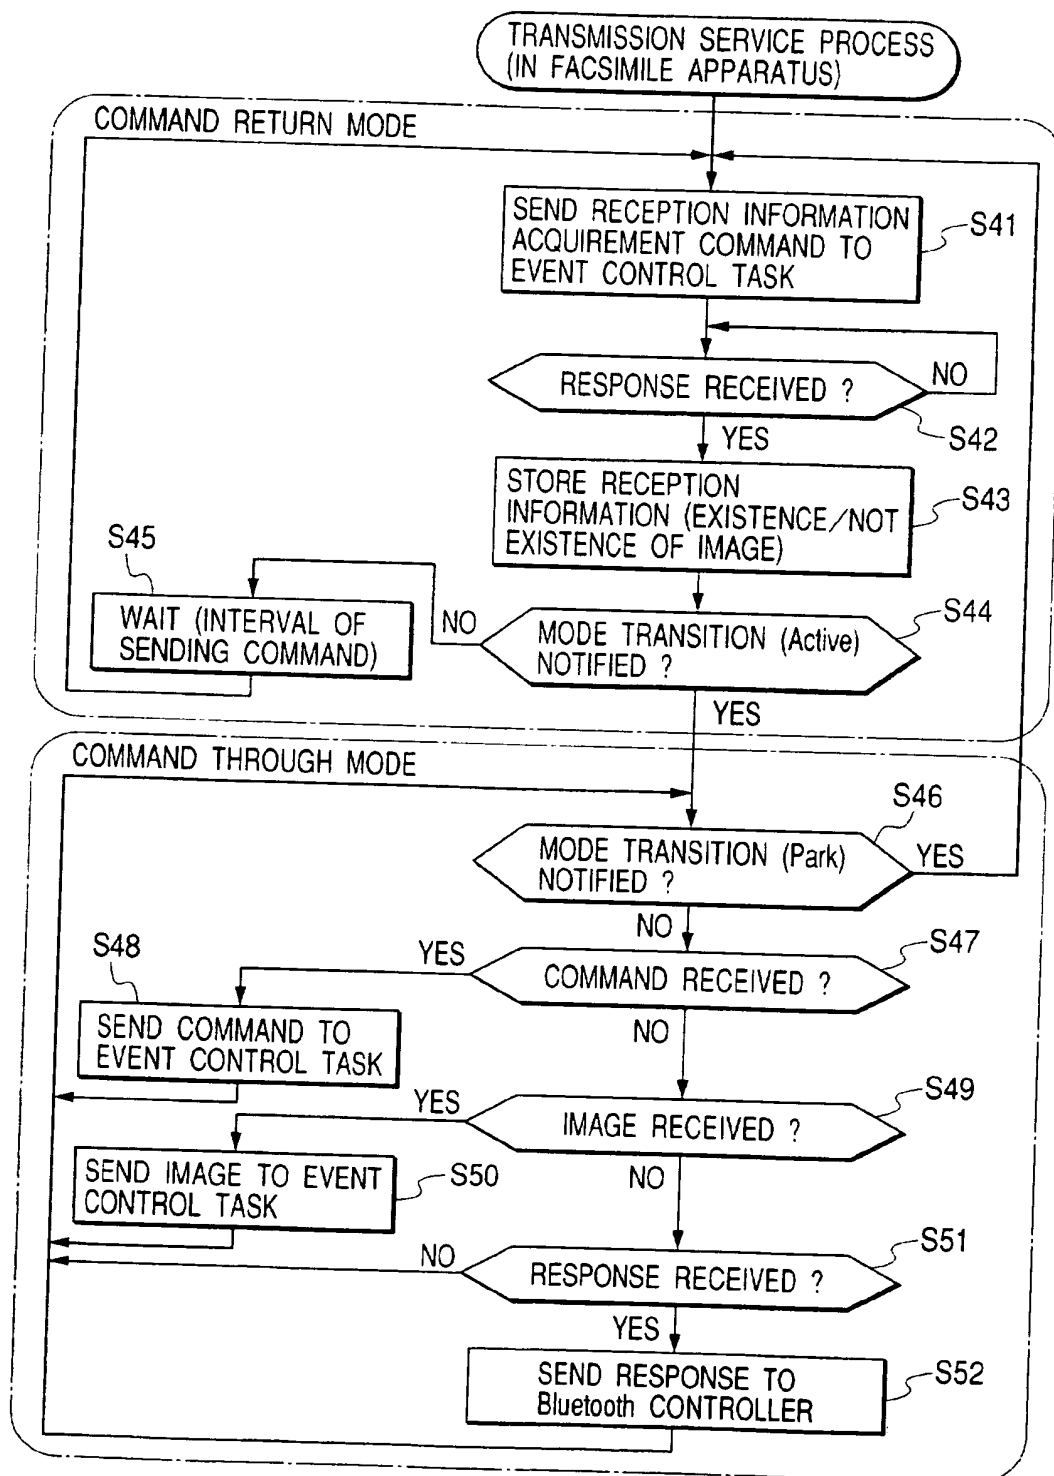 TRANSMISSION SERVICE PROCESS
(IN FACSIMILE APPARATUS)
COMMAND RETURN MODE
SEND RECEPTION INFORMATION
ACQUIREMENT COMMAND TO
EVENT CONTROL TASK
S41
RESPONSE RECEIVED ?
NO
S42
YES
STORE RECEPTION
INFORMATION (EXISTENCE/NOT
EXISTENCE OF IMAGE)
S43
S45
WAIT (INTERVAL OF
SENDING COMMAND)
NO
MODE TRANSITION (Active)
NOTIFIED ?
S44
YES
COMMAND THROUGH MODE
S46
MODE TRANSITION (Park)
NOTIFIED ?
YES
NO
S47
COMMAND RECEIVED ?
YES
S48
SEND COMMAND TO
EVENT CONTROL TASK
NO
S49
IMAGE RECEIVED ?
YES
SEND IMAGE TO EVENT
CONTROL TASK
S50
NO
S51
RESPONSE RECEIVED ?
NO
YES
SEND RESPONSE TO
Bluetooth CONTROLLER
S52